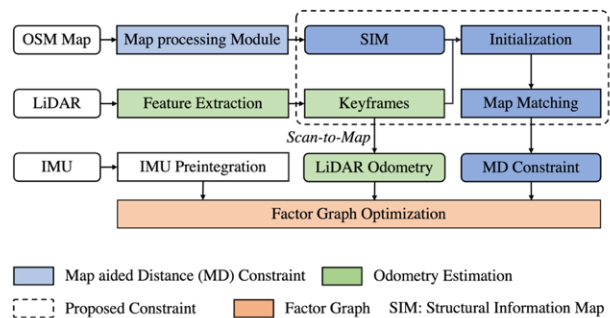 OSM Map
Map processing Module
SIM
Initialization
LiDAR
Feature Extraction
Keyframes
Map Matching
Scan-to-Map
IMU
IMU Preintegration
LiDAR Odometry
MD Constraint
Factor Graph Optimization
Map aided Distance (MD) Constraint
Odometry Estimation
Proposed Constraint
Factor Graph
SIM: Structural Information Map